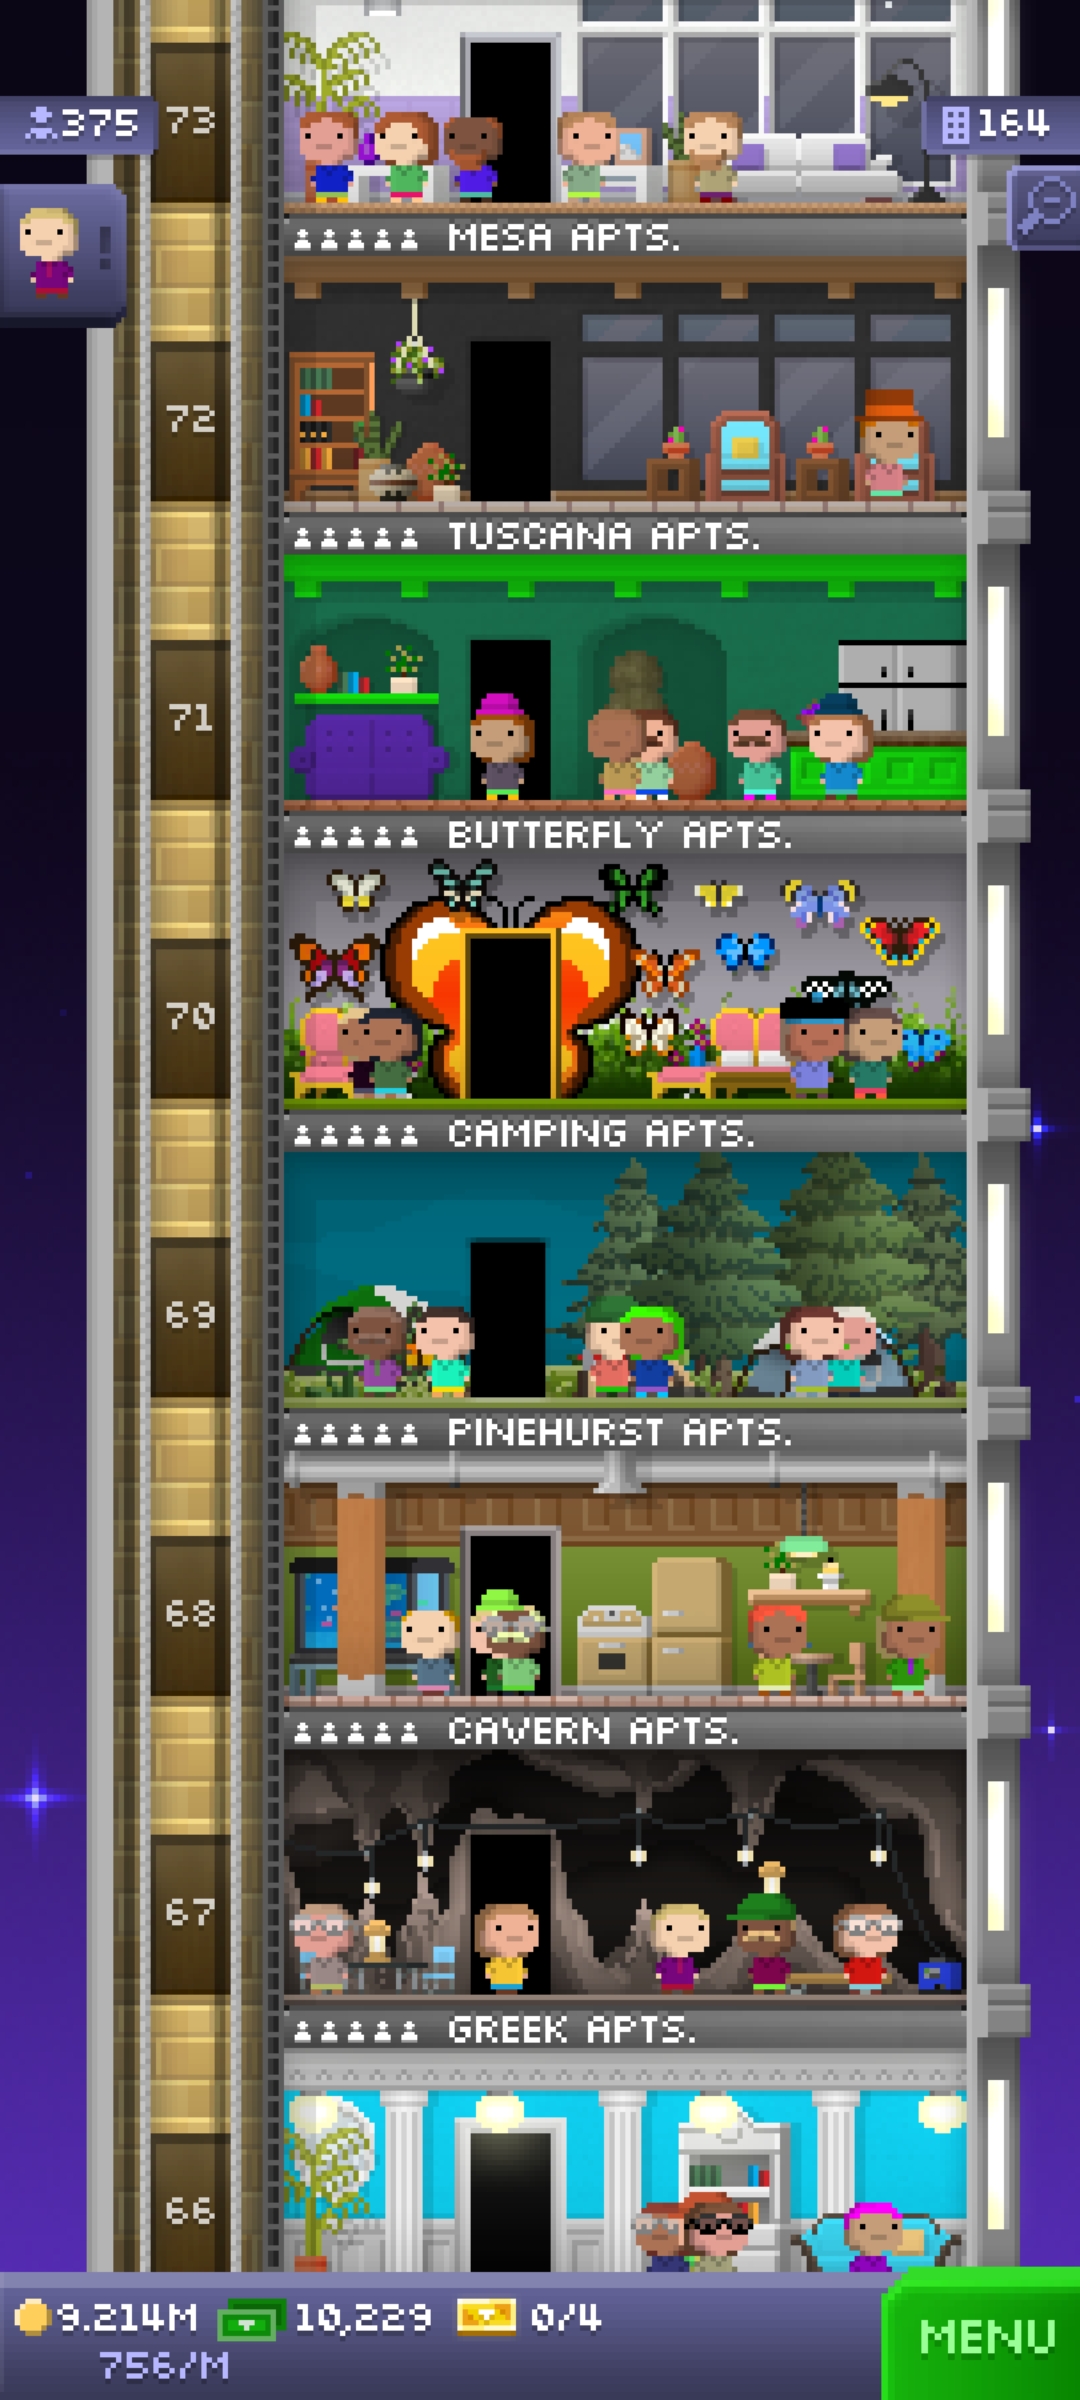 73
375
164
!
MESA APTS.
72
TUSCANA APTS.
71
BUTTERFLY APTS.
70
CAMPING APTS.
69
PINEHURST APTS.
68
CAVERN APTS.
67
GREEK APTS.
66
9.214M 10,229 0/4
756/M
MENU